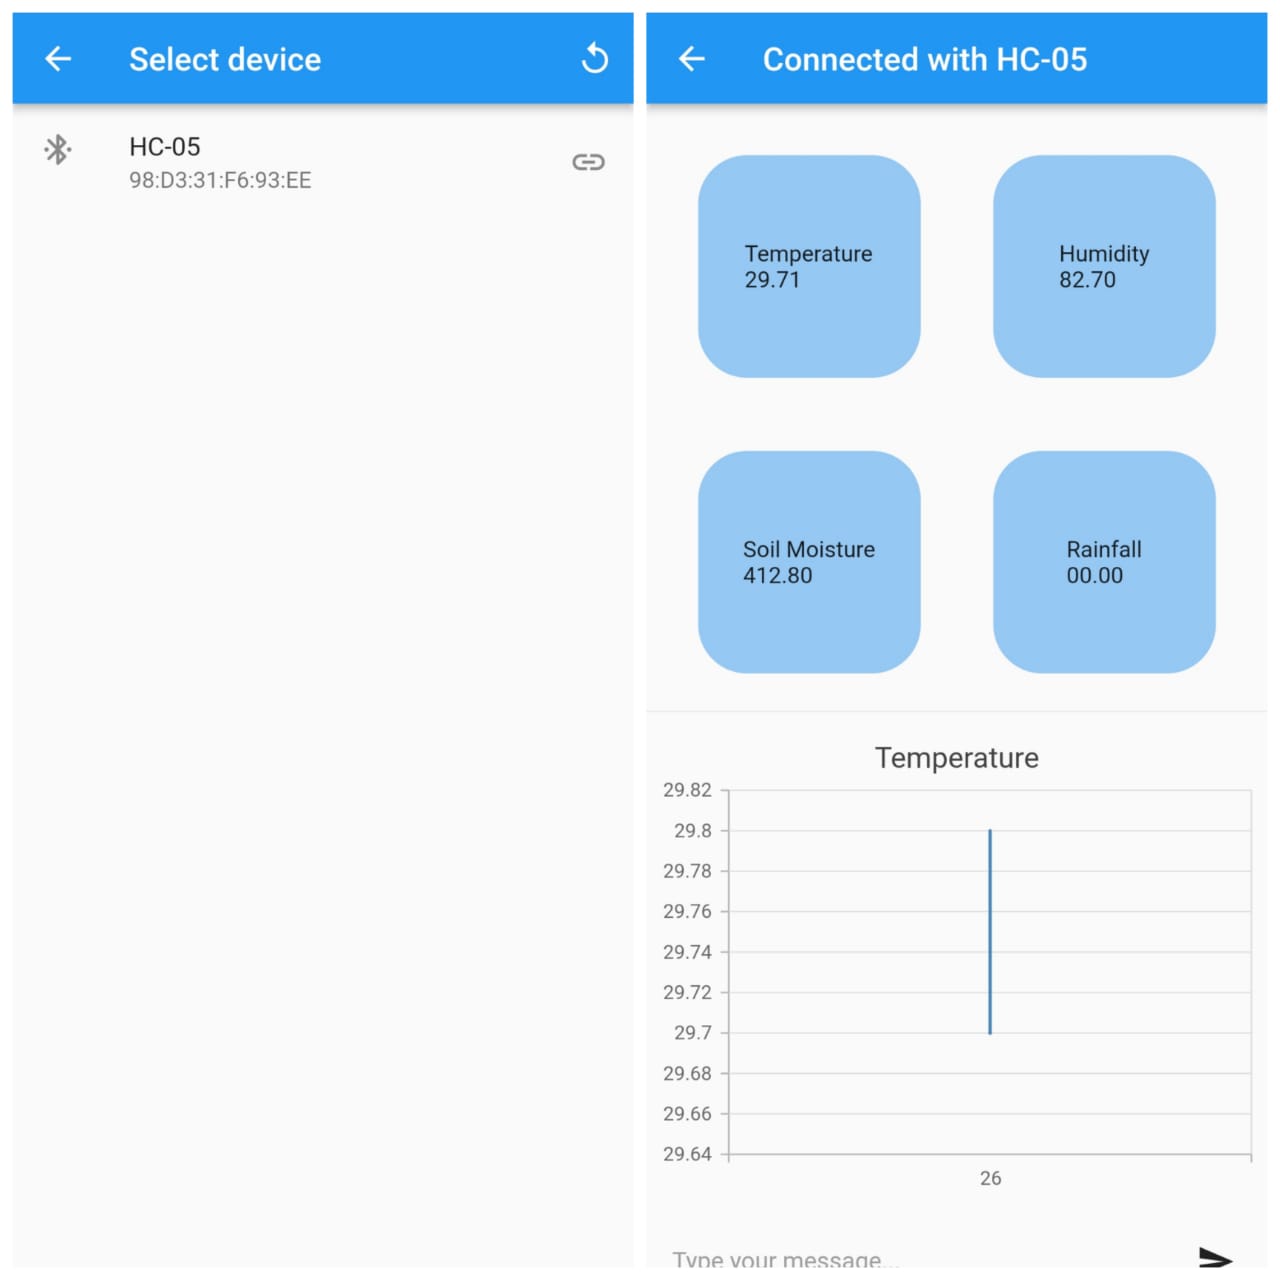 Select device
HC-05
98:D3:31:F6:93:EE
Connected with HC-05
Temperature
29.71
Humidity
82.70
Soil Moisture
412.80
Rainfall
00.00
Temperature
29.82
29.8
29.78
29.76
29.74
29.72
29.7
29.68
29.66
29.64
26
Type your message...